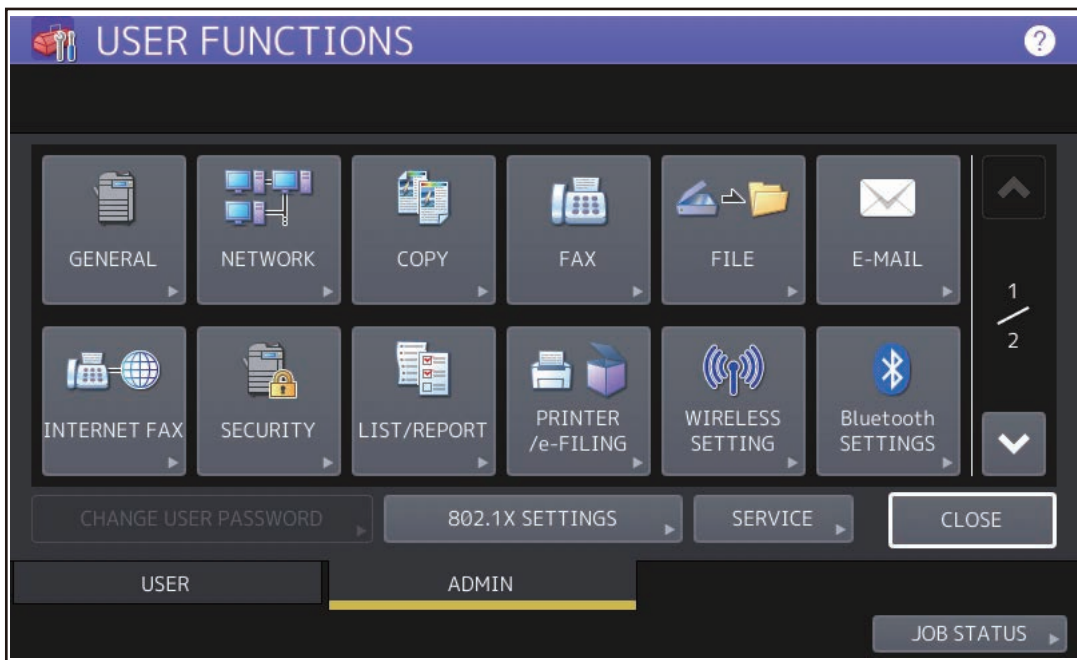 USER FUNCTIONS
?
GENERAL
NETWORK
COPY
FAX
FILE
E-MAIL
1
2
INTERNET FAX
SECURITY
LIST/REPORT
PRINTER
/e-FILING
WIRELESS
SETTING
Bluetooth
SETTINGS
CHANGE USER PASSWORD
802.1X SETTINGS
SERVICE
CLOSE
USER
ADMIN
JOB STATUS